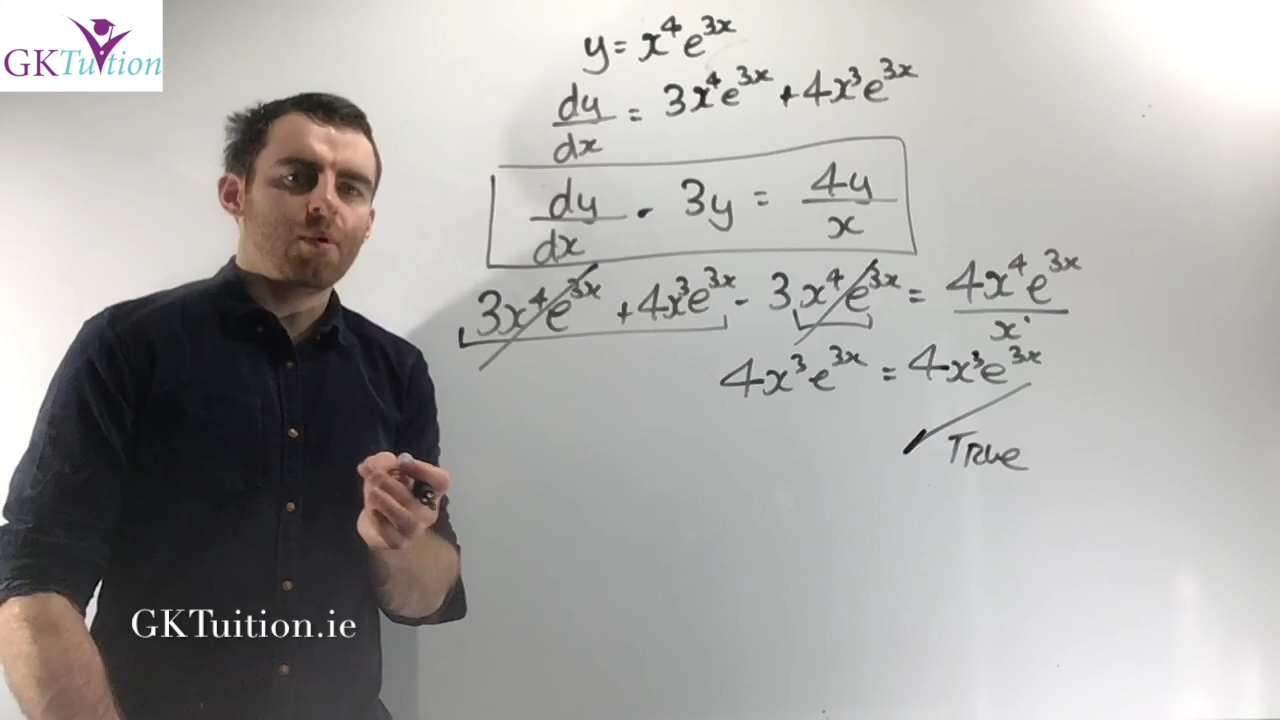 GKTuition
y = x⁴e³ˣ
dy/dx = 3x⁴e³ˣ + 4x³e³ˣ
dy/dx - 3y = 4y/x
3x⁴e³ˣ + 4x³e³ˣ - 3x⁴e³ˣ = 4x⁴e³ˣ/x
4x³e³ˣ = 4x³e³ˣ
True
GKTuition.ie